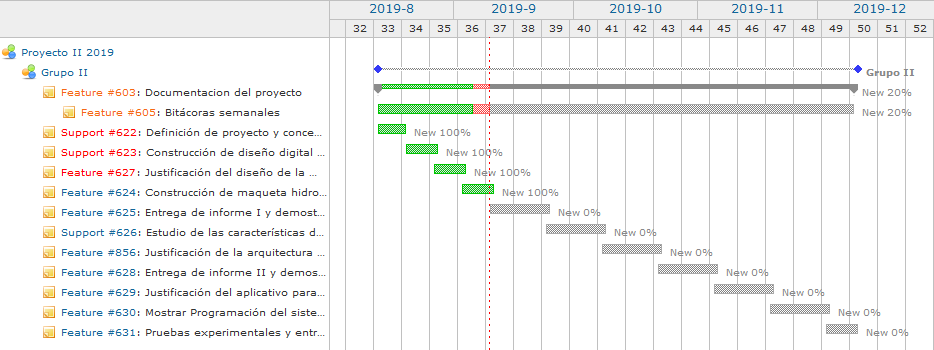 2019-8 2019-9 2019-10 2019-11 2019-12
32 33 34 35 36 37 38 39 40 41 42 43 44 45 46 47 48 49 50 51 52
Proyecto II 2019
Grupo II Grupo II
Feature #603: Documentacion del proyecto New 20%
Feature #605: Bitácoras semanales New 20%
Support #622: Definición de proyecto y conce... New 100%
Support #623: Construcción de diseño digital ... New 100%
Feature #627: Justificación del diseño de la ... New 100%
Feature #624: Construcción de maqueta hidro... New 100%
Feature #625: Entrega de informe I y demost... New 0%
Support #626: Estudio de las características d... New 0%
Feature #856: Justificación de la arquitectura ... New 0%
Feature #628: Entrega de informe II y demos... New 0%
Feature #629: Justificación del aplicativo para... New 0%
Feature #630: Mostrar Programación del siste... New 0%
Feature #631: Pruebas experimentales y entr... New 0%